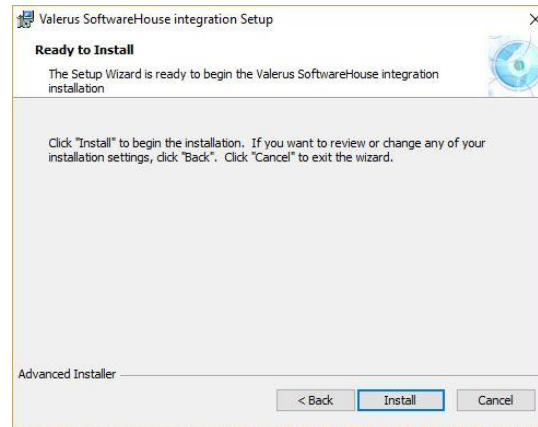 Valerus SoftwareHouse integration Setup
Ready to Install
The Setup Wizard is ready to begin the Valerus SoftwareHouse integration
installation
Click "Install" to begin the installation. If you want to review or change any of your
installation settings, click "Back". Click "Cancel" to exit the wizard.
Advanced Installer
< Back Install Cancel